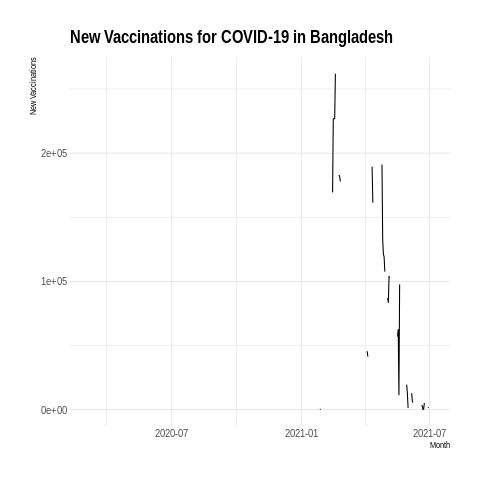 New Vaccinations for COVID-19 in Bangladesh
New Vaccinations
2e+05
1e+05
0e+00
2020-07
2021-01
2021-07
Month